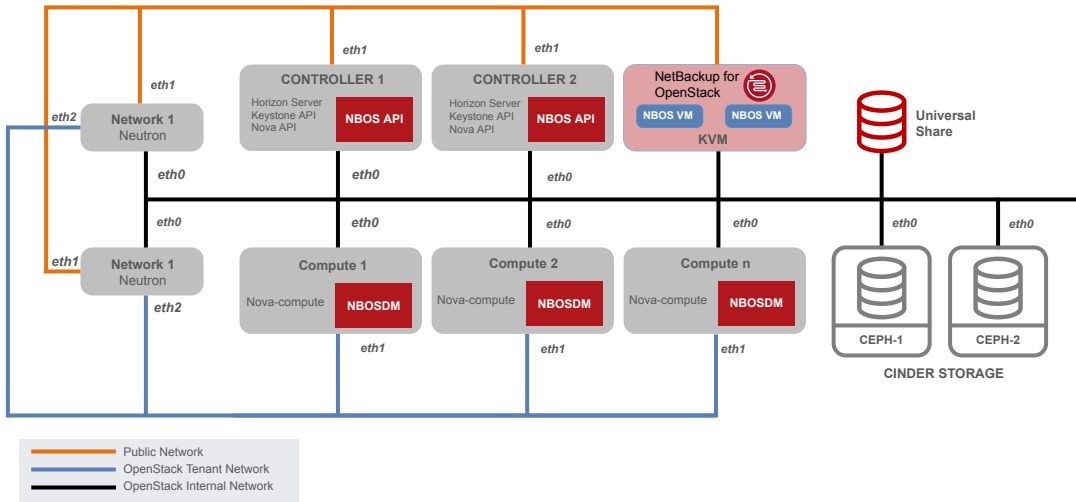 eth1
eth1
eth1
CONTROLLER 1
Horizon Server
Keystone API
Nova API
NBOS API
CONTROLLER 2
Horizon Server
Keystone API
Nova API
NBOS API
NetBackup for
OpenStack
NBOS VM
NBOS VM
KVM
Universal
Share
eth2
Network 1
Neutron
eth0
eth0
eth0
eth0
eth0
eth0
eth0
eth0
eth0
eth1
Network 1
Neutron
eth2
Compute 1
Nova-compute
NBOSDM
Compute 2
Nova-compute
NBOSDM
Compute n
Nova-compute
NBOSDM
CEPH-1
CEPH-2
CINDER STORAGE
eth1
eth1
eth1
Public Network
OpenStack Tenant Network
OpenStack Internal Network